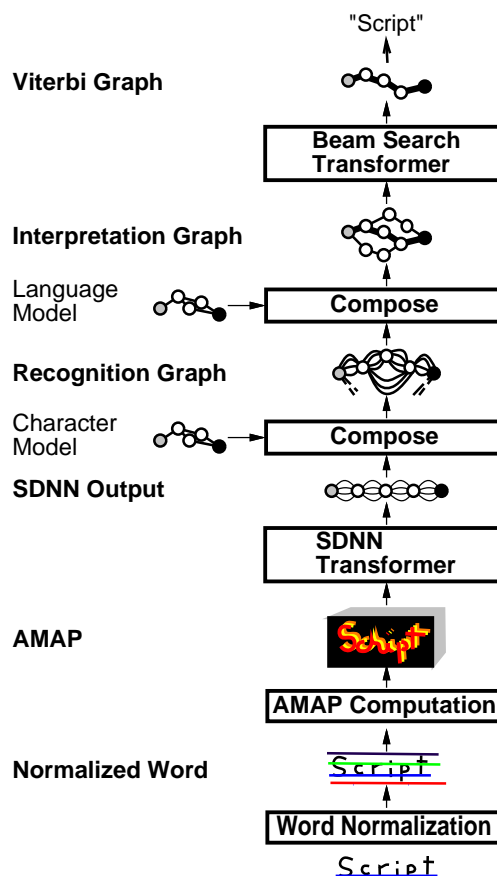 "Script"
Viterbi Graph
Beam Search
Transformer
Interpretation Graph
Language
Model
Compose
Recognition Graph
Character
Model
Compose
SDNN Output
SDNN
Transformer
AMAP
Script
AMAP Computation
Normalized Word
Script
Word Normalization
Script